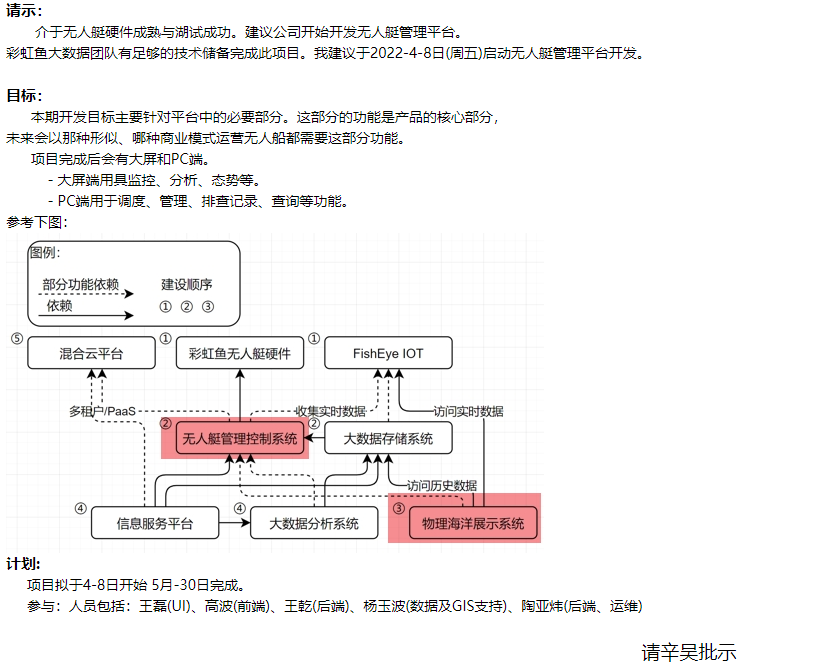 请示：
介于无人艇硬件成熟与湖试成功。建议公司开始开发无人艇管理平台。
彩虹鱼大数据团队有足够的技术储备完成此项目。我建议于2022-4-8日(周五)启动无人艇管理平台开发。
目标：
本期开发目标主要针对平台中的必要部分。这部分的功能是产品的核心部分，
未来会以那种形似、哪种商业模式运营无人船都需要这部分功能。
项目完成后会有大屏和PC端。
- 大屏端用具监控、分析、态势等。
- PC端用于调度、管理、排查记录、查询等功能。
参考下图：
图例：
部分功能依赖 建设顺序
依赖 ① ② ③
⑤ 混合云平台 ① 彩虹鱼无人艇硬件 ① FishEye IOT
多租户/PaaS 收集实时数据 访问实时数据
② 无人艇管理控制系统 ② 大数据存储系统
访问历史数据
④ 信息服务平台 ④ 大数据分析系统 ③ 物理海洋展示系统
计划:
项目拟于4-8日开始 5月-30日完成。
参与：人员包括：王磊(UI)、高波(前端)、王乾(后端)、杨玉波(数据及GIS支持)、陶亚炜(后端、运维)
请辛吴批示